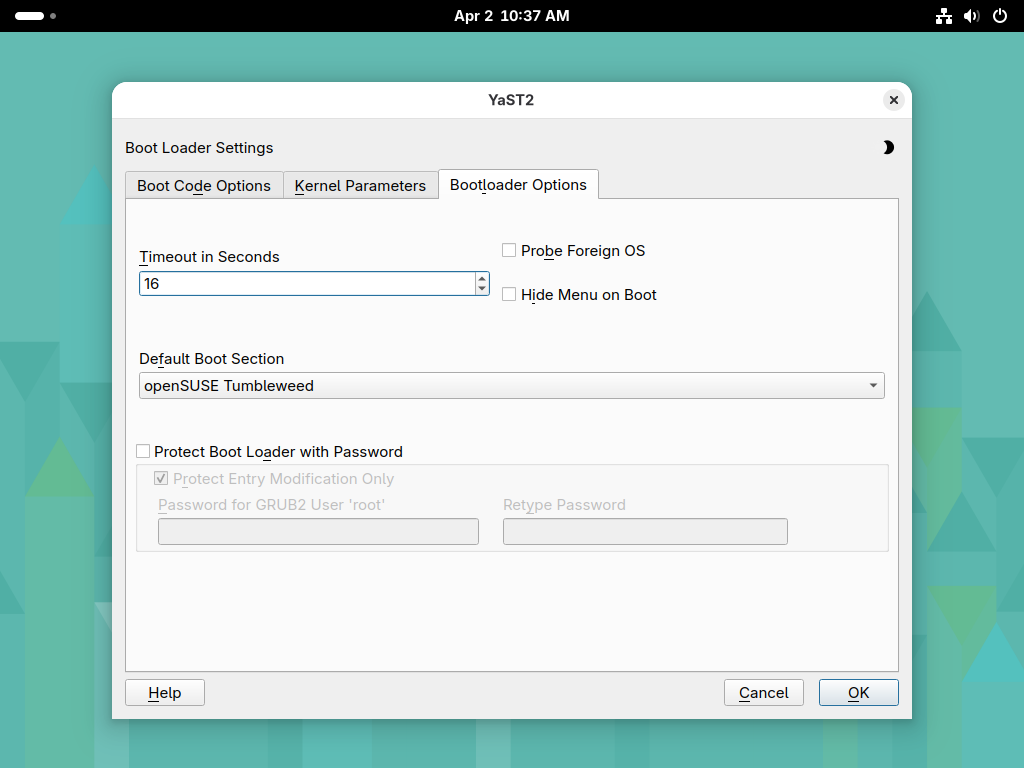 Apr 2 10:37 AM
YaST2
Boot Loader Settings
Boot Code Options
Kernel Parameters
Bootloader Options
Timeout in Seconds
16
Probe Foreign OS
Hide Menu on Boot
Default Boot Section
openSUSE Tumbleweed
Protect Boot Loader with Password
Protect Entry Modification Only
Password for GRUB2 User 'root'
Retype Password
Help
Cancel
OK